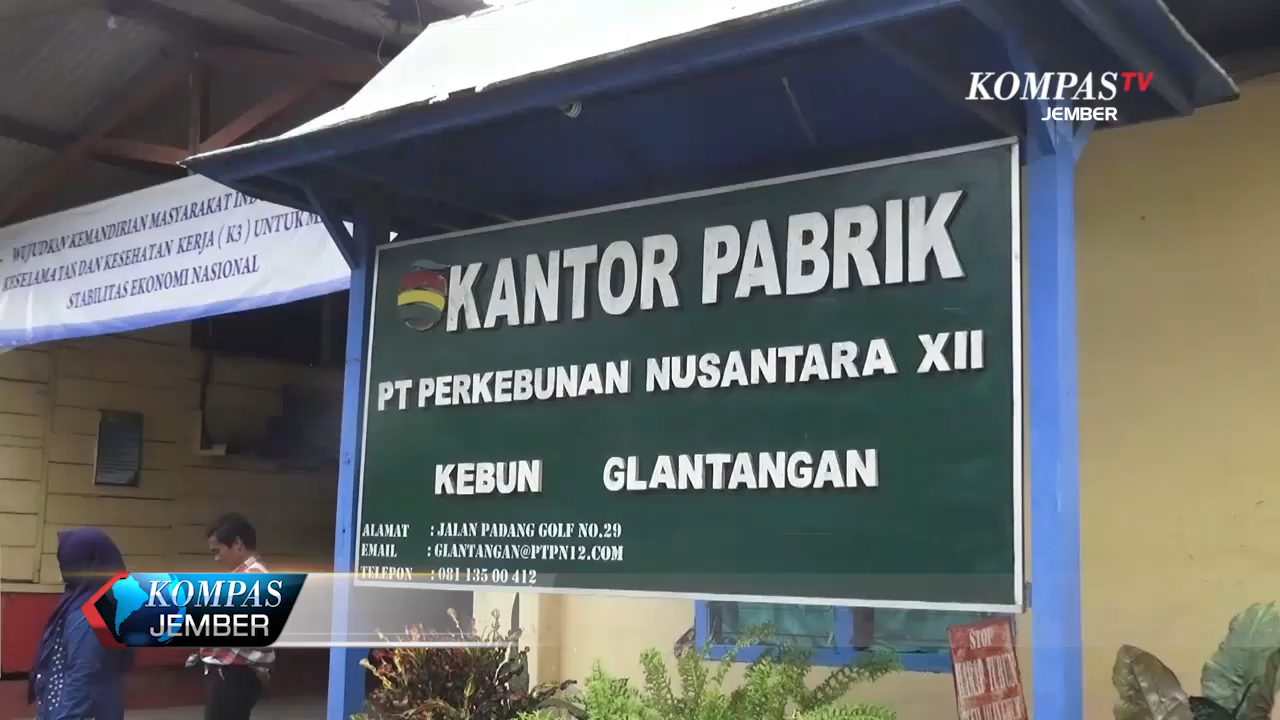 KOMPAS TV
JEMBER
WUJUDKAN KEMANDIRIAN MASYARAKAT
KESELAMATAN DAN KESEHATAN KERJA ( K3 ) UNTUK
STABILITAS EKONOMI NASIONAL
KANTOR PABRIK
PT PERKEBUNAN NUSANTARA XII
KEBUN GLANTANGAN
ALAMAT : JALAN PADANG GOLF NO.29
EMAIL : GLANTANGAN@PTPN12.COM
TELEPON : 081 135 00 412
KOMPAS
JEMBER
STOP